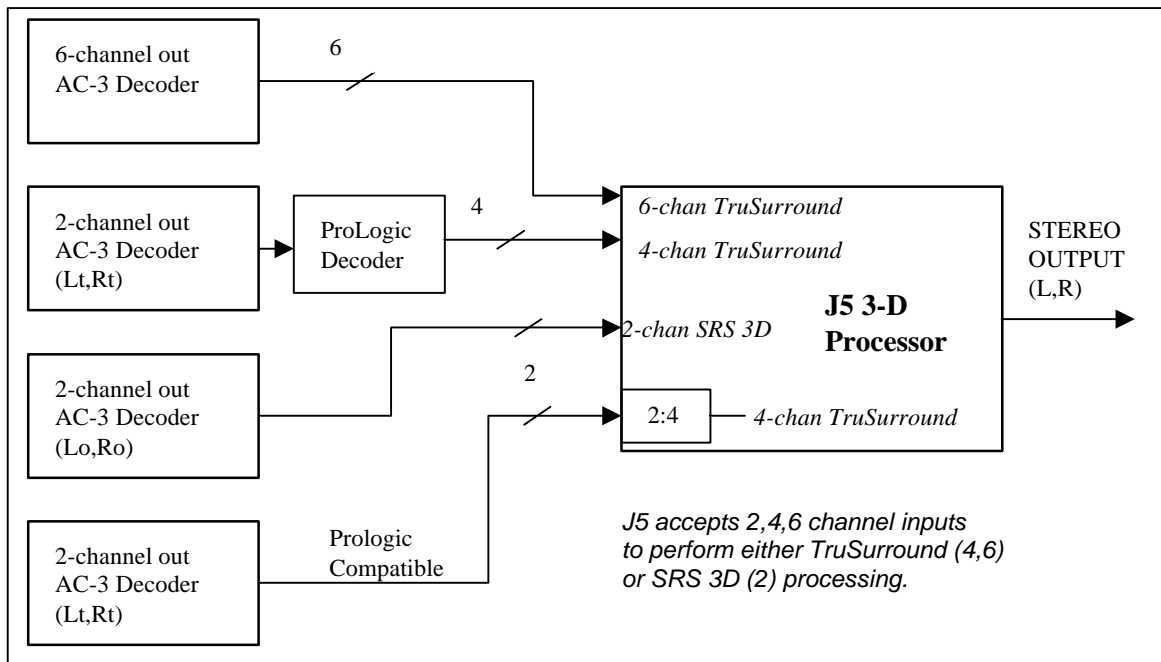 6-channel out
AC-3 Decoder
6
2-channel out
AC-3 Decoder
(Lt,Rt)
ProLogic
Decoder
4
2-channel out
AC-3 Decoder
(Lo,Ro)
2
2-channel out
AC-3 Decoder
(Lt,Rt)
Prologic
Compatible
6-chan TruSurround
4-chan TruSurround
2-chan SRS 3D
J5 3-D
Processor
2:4
4-chan TruSurround
STEREO
OUTPUT
(L,R)
J5 accepts 2,4,6 channel inputs
to perform either TruSurround (4,6)
or SRS 3D (2) processing.